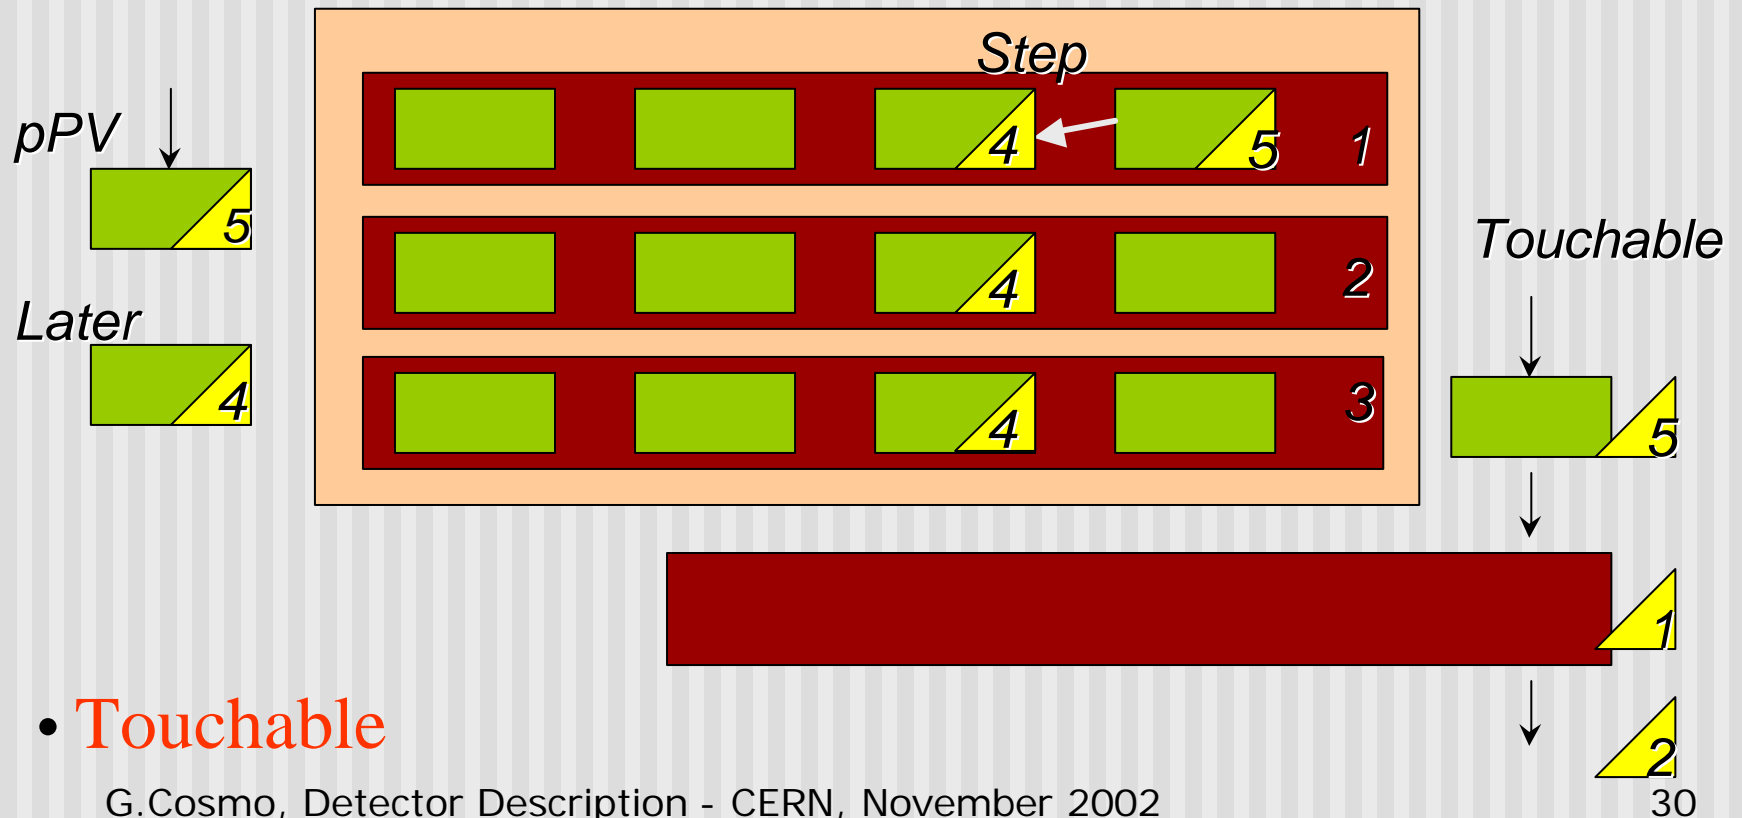 Step
pPV
4
5
1
5
4
2
Touchable
Later
4
4
3
5
1
• Touchable
2
G.Cosmo, Detector Description - CERN, November 2002
30